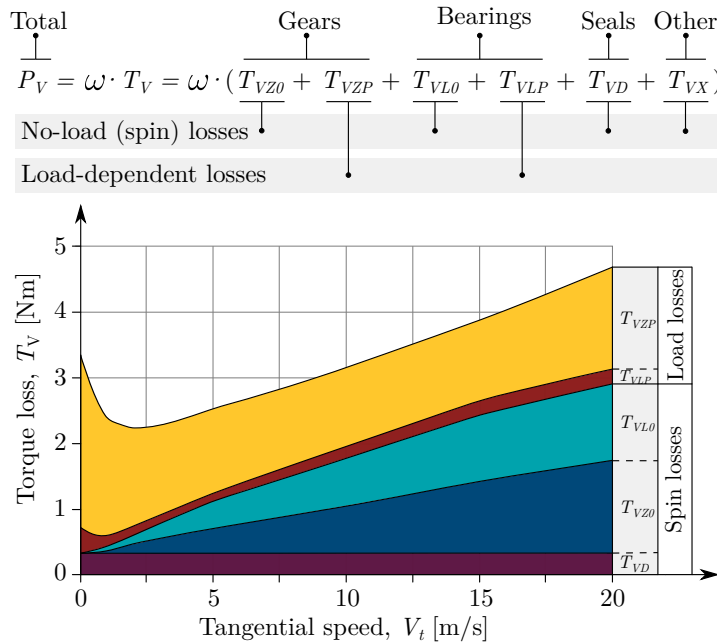 Total Gears Bearings Seals Other
P_V = ω · T_V = ω · (T_VZ0 + T_VZP + T_VL0 + T_VLP + T_VD + T_VX)
No-load (spin) losses
Load-dependent losses
Torque loss, T_V [Nm]
5
4
3
2
1
0
0 5 10 15 20
Tangential speed, V_t [m/s]
T_VZP
T_VLP
T_VL0
T_VZ0
T_VD
Load losses
Spin losses